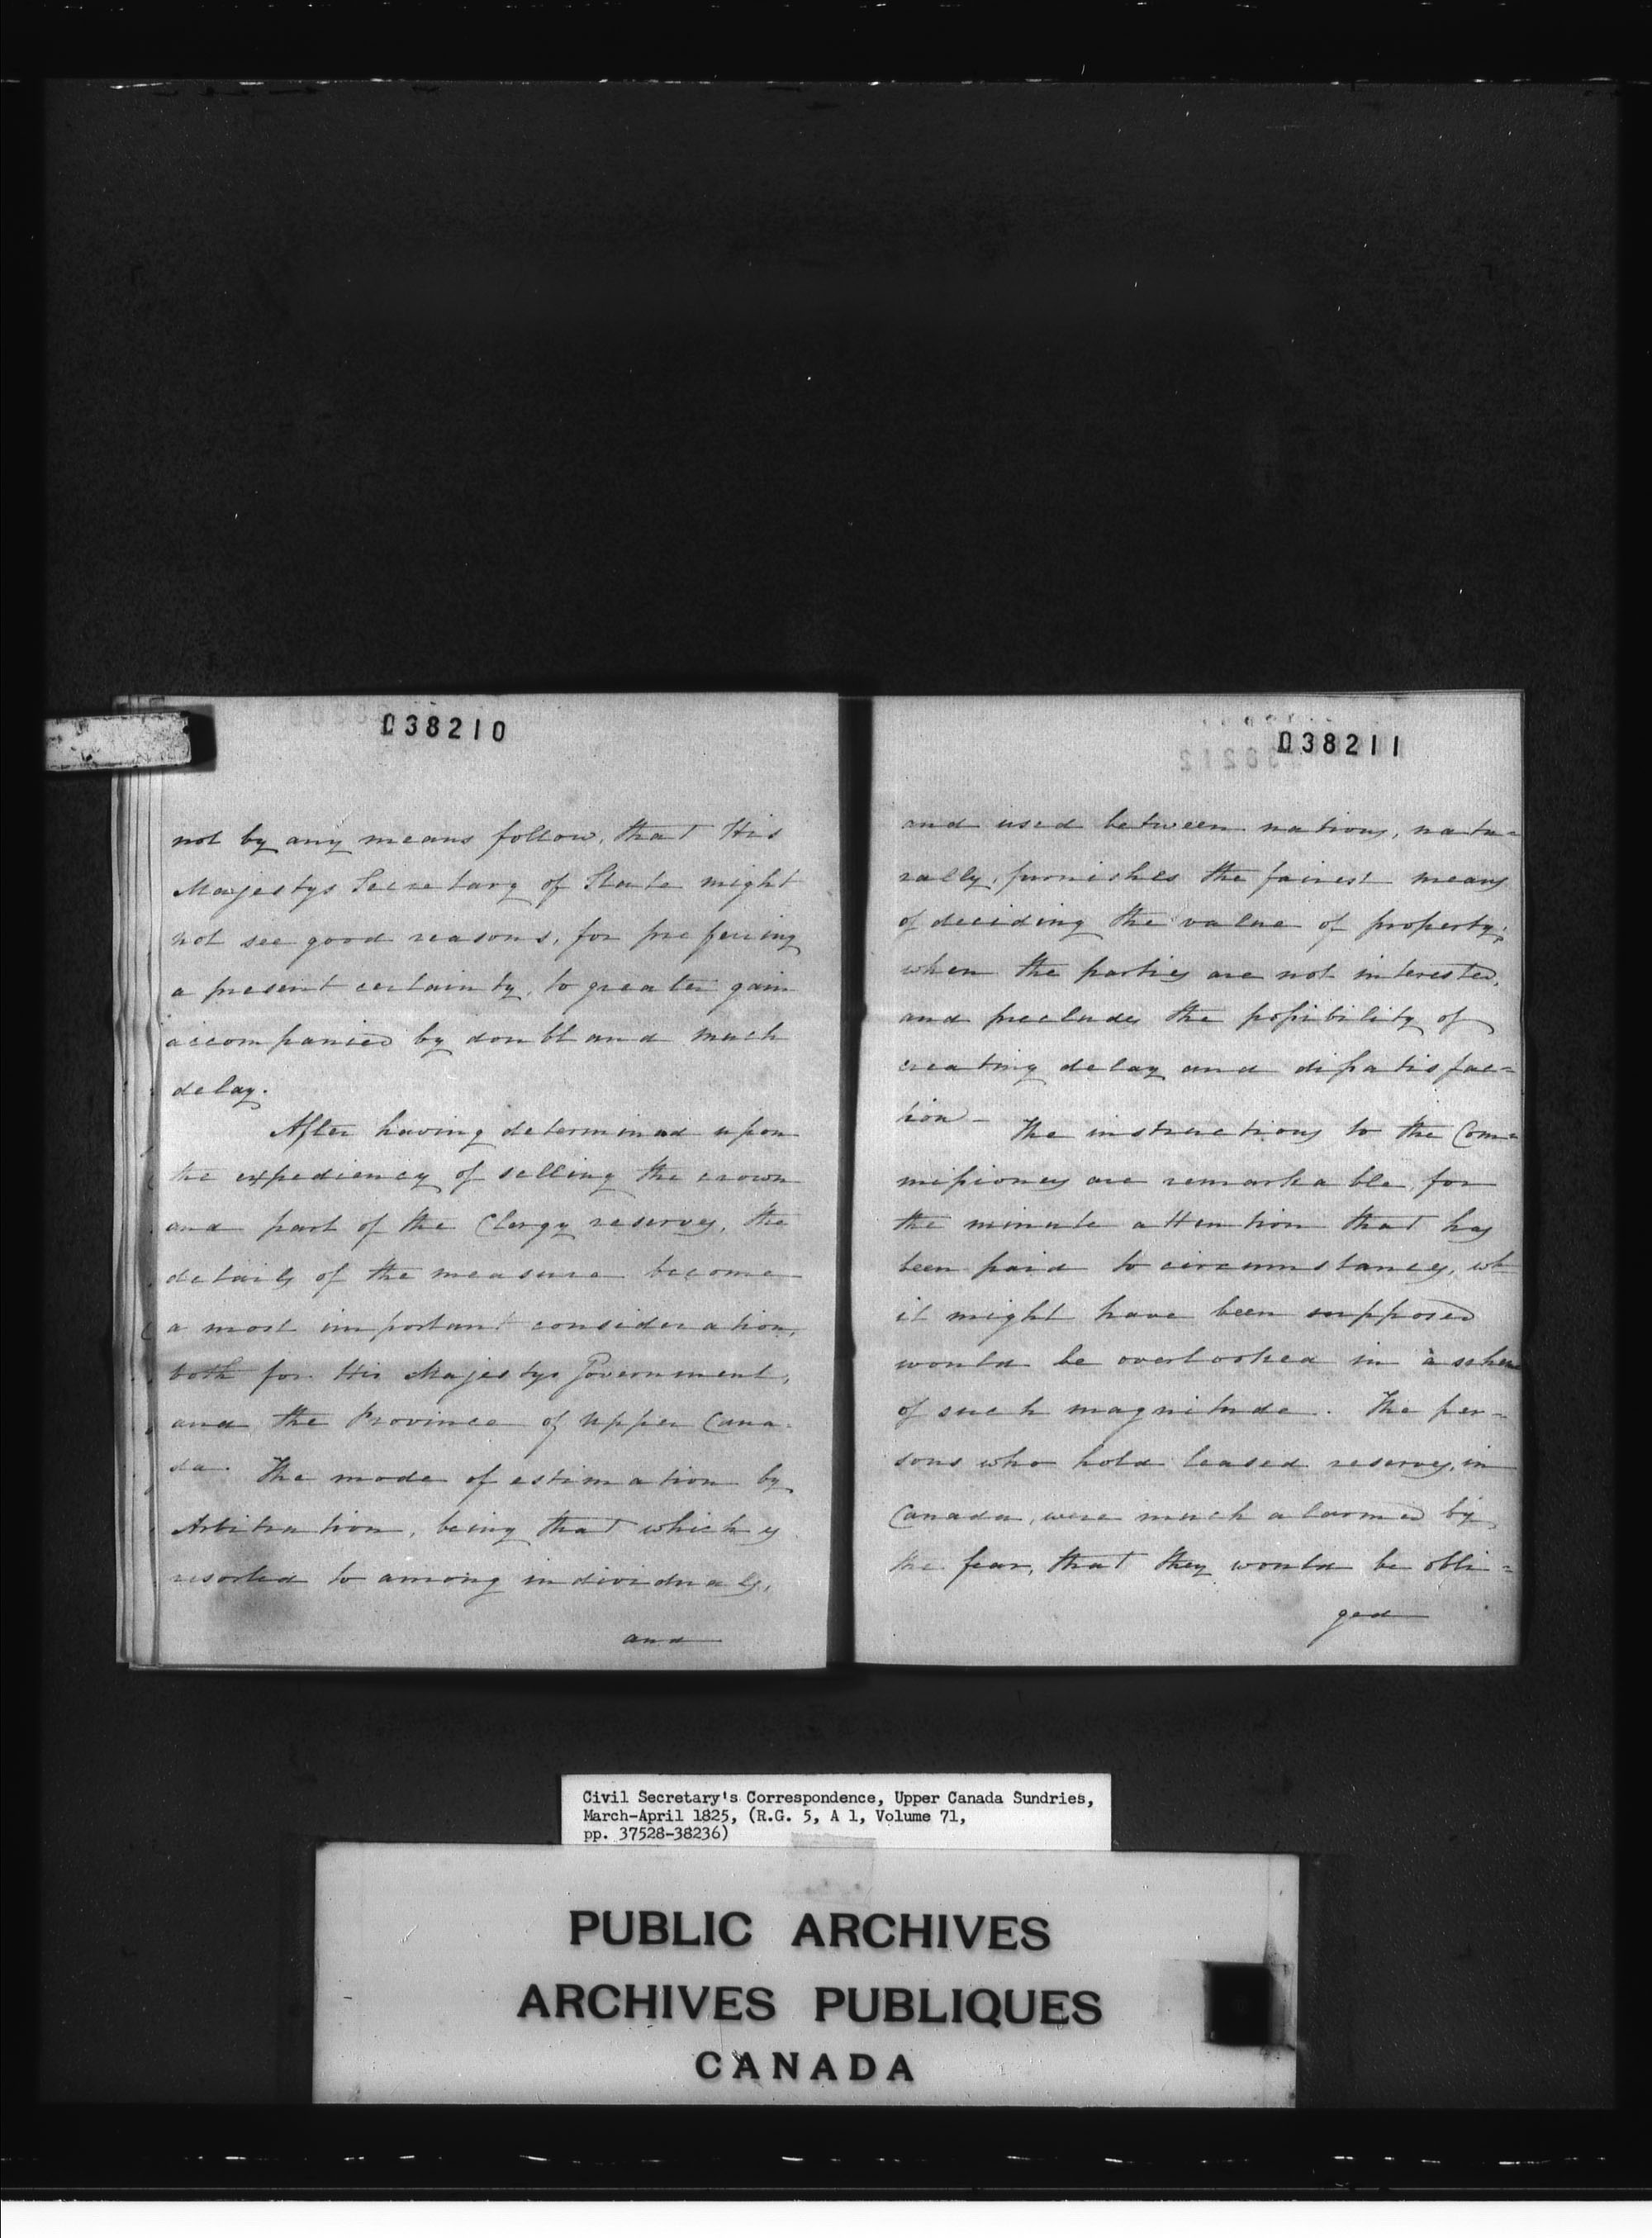 038210
not by any means follow, that His
Majestys Secretary of State might
not see good reasons, for prefering
a present certainty, to greater gain
accompanied by doubt and much
delay.
After having determined upon
the expediency of selling the crown
and part of the Clergy reserves, the
details of the measure become
a most important consideration,
both for His Majestys Government,
and the Province of Upper Cana-
da. The mode of estimation by
Arbitration, being that which is
resorted to among individuals,
and
038211
and used between nations, natu=
rally, furnishes the fairest means
of deciding the value of property;
when the parties are not interested,
and precludes the possibility of
creating delay and dissatisfac=
tion - The instructions to the Com=
missioners are remarkable, for
the minute attention that has
been paid to circumstances, wh
it might have been supposed
would be overlooked in a scheme
of such magnitude. The per=
sons who hold leased reserves, in
Canada, were much alarmed by,
the fear, that they would be obli=
ged
Civil Secretary's Correspondence, Upper Canada Sundries,
March-April 1825, (R.G. 5, A 1, Volume 71,
pp. 37528-38236)
PUBLIC ARCHIVES
ARCHIVES PUBLIQUES
CANADA